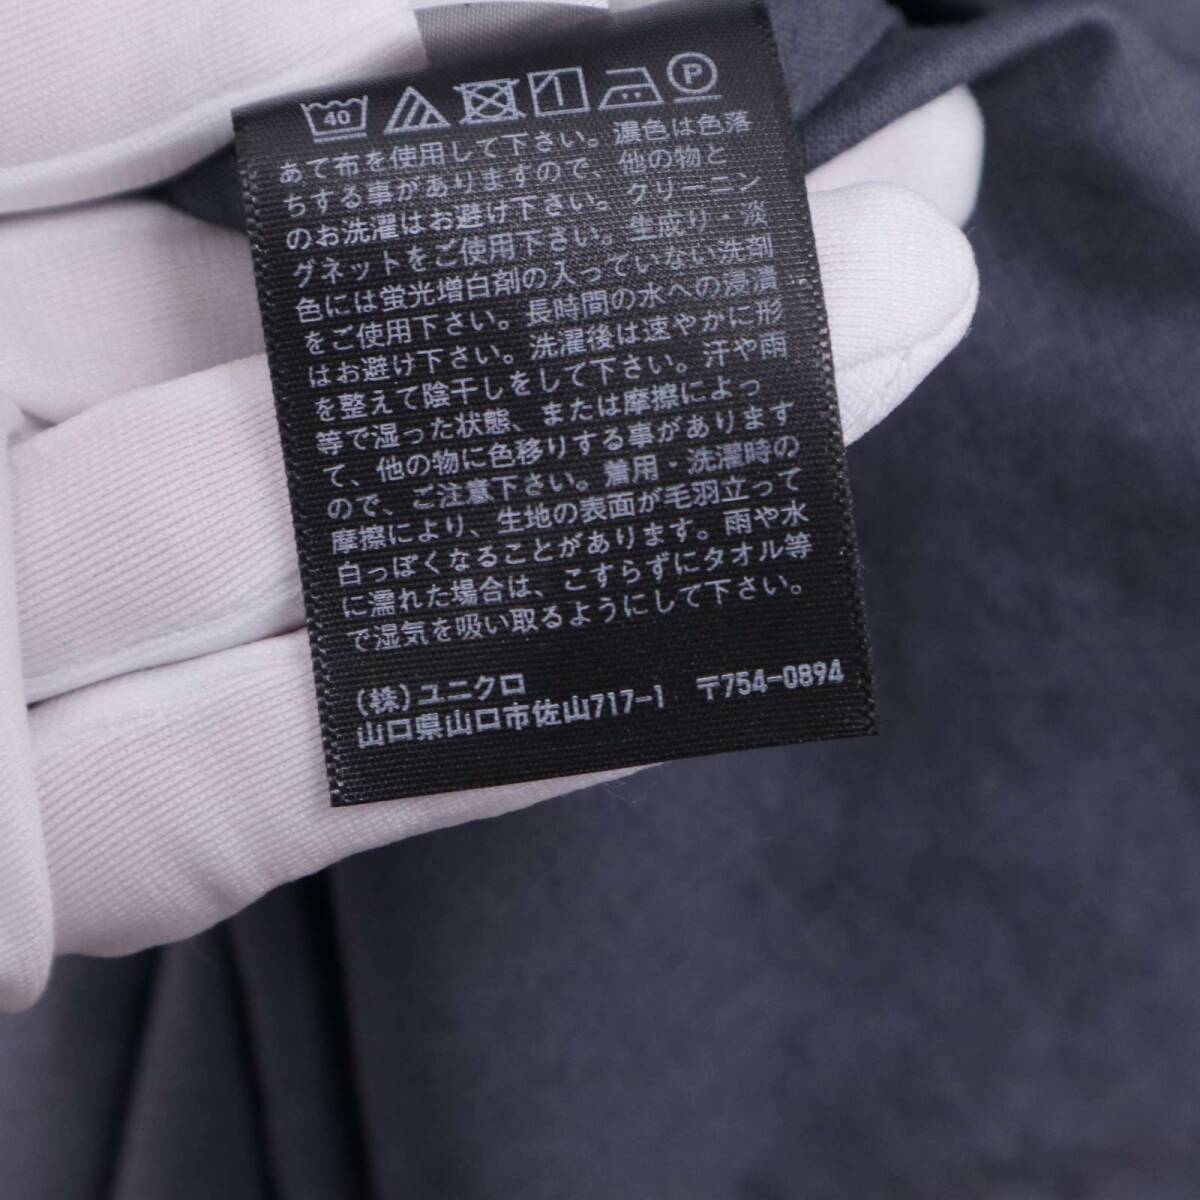 40 P
あて布を使用して下さい。濃色は色落
ちする事がありますので、他の物と
のお洗濯はお避け下さい。クリーニン
グネットをご使用下さい。生成り・淡
色には蛍光増白剤の入っていない洗剤
をご使用下さい。長時間の水への浸漬
はお避け下さい。洗濯後は速やかに形
を整えて陰干しをして下さい。汗や雨
等で湿った状態、または摩擦によっ
て、他の物に色移りする事があります
ので、ご注意下さい。着用・洗濯時の
摩擦により、生地の表面が毛羽立って
白っぽくなることがあります。雨や水
に濡れた場合は、こすらずにタオル等
で湿気を吸い取るようにして下さい。
(株)ユニクロ
山口県山口市佐山717-1 〒754-0894